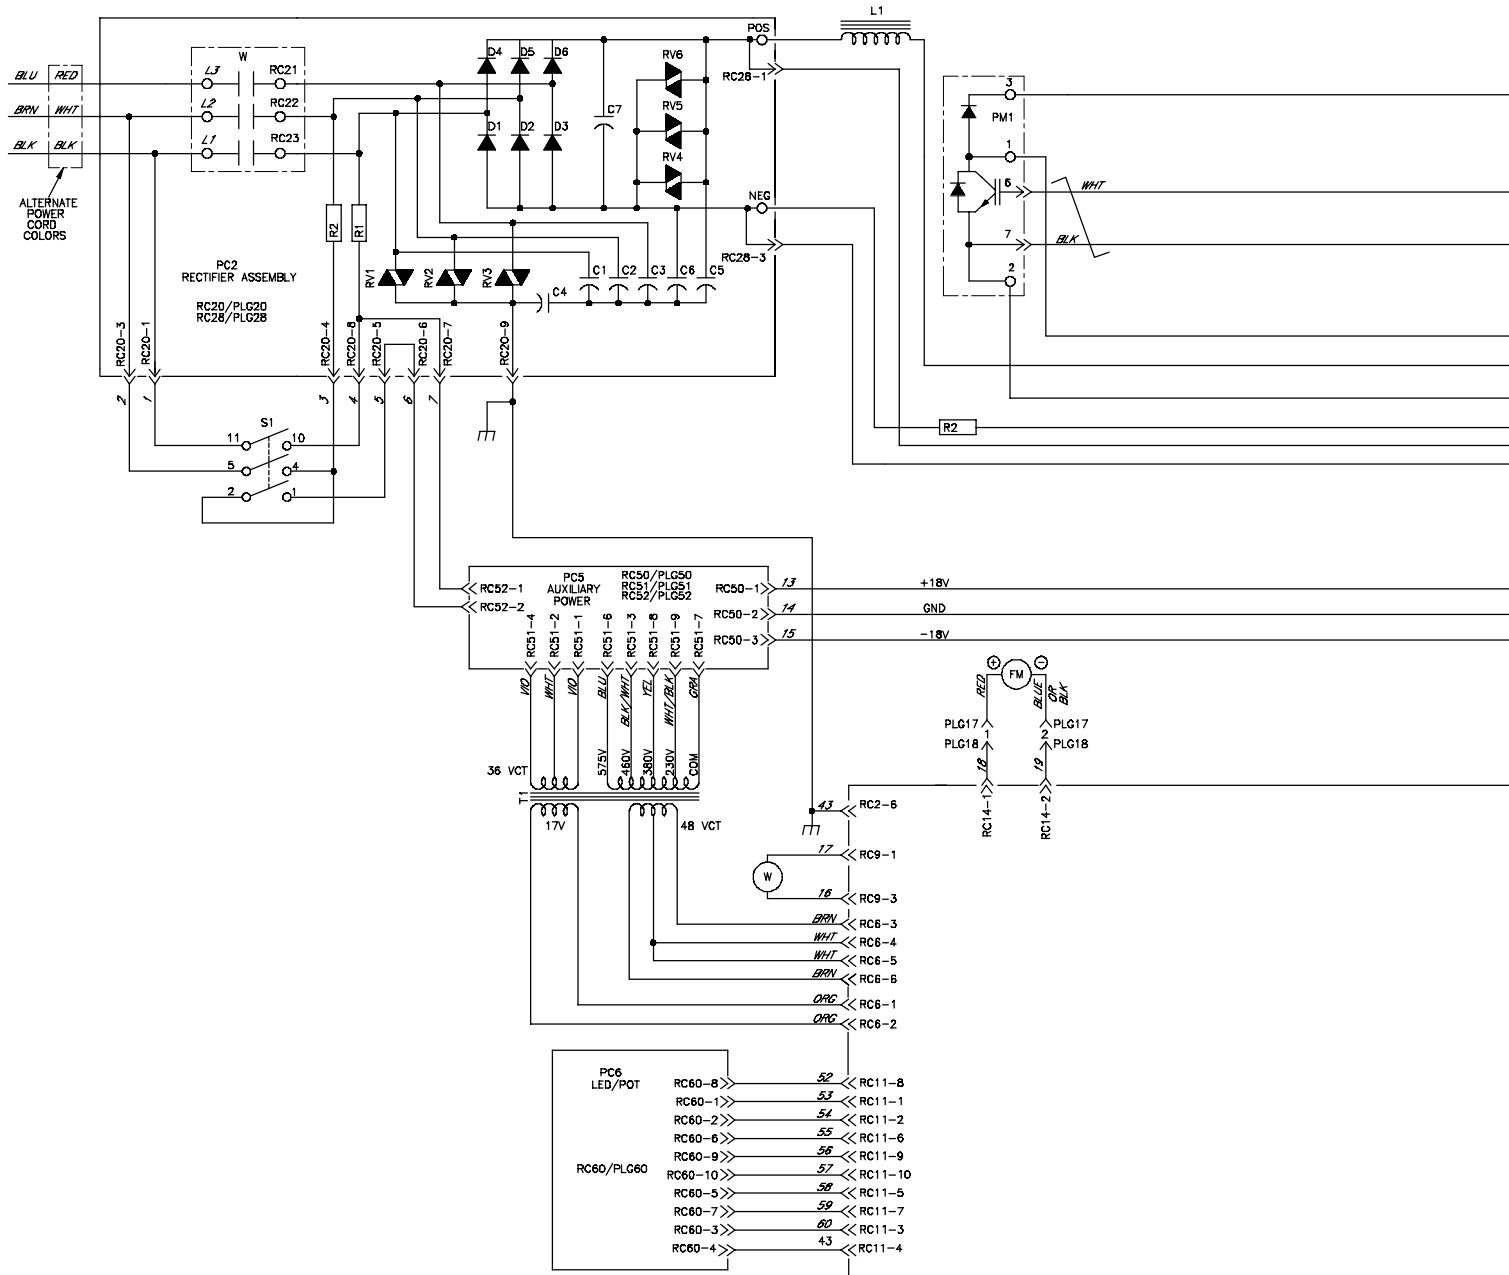 L1
POS
D4 D5 D6
RV6
W
BLU RED L3 RC21
RC28-1
3
BRN WHT L2 RC22
C7
RV5
PM1
D1 D2 D3
BLK BLK L1 RC23
1
RV4
6 WHT
ALTERNATE
POWER
CORD
COLORS
NEG
R2 R1
7 BLK
RC28-3
PC2
RECTIFIER ASSEMBLY
RV1 RV2 RV3 C1 C2 C3 C6 C5
2
C4
RC20/PLG20
RC28/PLG28
RC20-3 RC20-1 RC20-4 RC20-8 RC20-5 RC20-6 RC20-7 RC20-9
2 1 3 4 5 6 7
S1
R2
11 10
5 4
2 1
PC5
AUXILIARY
POWER
RC50/PLG50
RC51/PLG51
RC52/PLG52
RC52-1
RC52-2
RC50-1 13 +18V
RC50-2 14 GND
RC50-3 15 -18V
RC51-4 RC51-2 RC51-1 RC51-6 RC51-3 RC51-8 RC51-9 RC51-7
VIO WHT VIO BLU BLK/WHT YEL WHT/BLK GRA
+ FM -
RED BLUE OR BLK
PLG17 PLG17
1 2
PLG18 PLG18
18 19
RC14-1 RC14-2
36 VCT 575V 460V 380V 230V COM
T1
17V 48 VCT
43 RC2-6
17 RC9-1
W
16 RC9-3
BRN RC6-3
WHT RC6-4
WHT RC6-5
BRN RC6-6
ORG RC6-1
ORG RC6-2
PC6
LED/POT
RC60/PLG60
RC60-8 52 RC11-8
RC60-1 53 RC11-1
RC60-2 54 RC11-2
RC60-6 55 RC11-6
RC60-9 56 RC11-9
RC60-10 57 RC11-10
RC60-5 58 RC11-5
RC60-7 59 RC11-7
RC60-3 60 RC11-3
RC60-4 43 RC11-4